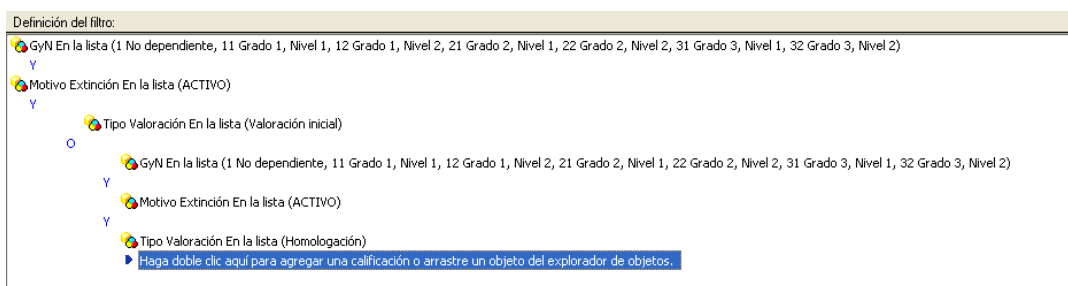 Definición del filtro:
GyN En la lista (1 No dependiente, 11 Grado 1, Nivel 1, 12 Grado 1, Nivel 2, 21 Grado 2, Nivel 1, 22 Grado 2, Nivel 2, 31 Grado 3, Nivel 1, 32 Grado 3, Nivel 2)
Y
Motivo Extinción En la lista (ACTIVO)
Y
Tipo Valoración En la lista (Valoración inicial)
O
GyN En la lista (1 No dependiente, 11 Grado 1, Nivel 1, 12 Grado 1, Nivel 2, 21 Grado 2, Nivel 1, 22 Grado 2, Nivel 2, 31 Grado 3, Nivel 1, 32 Grado 3, Nivel 2)
Y
Motivo Extinción En la lista (ACTIVO)
Y
Tipo Valoración En la lista (Homologación)
Haga doble clic aquí para agregar una calificación o arrastre un objeto del explorador de objetos.